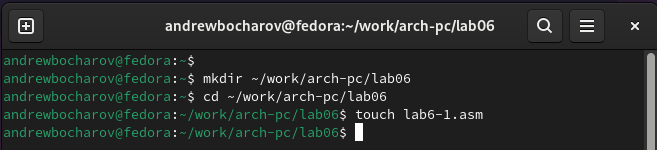 andrewbocharov@fedora:~/work/arch-pc/lab06
andrewbocharov@fedora:~$
andrewbocharov@fedora:~$ mkdir ~/work/arch-pc/lab06
andrewbocharov@fedora:~$ cd ~/work/arch-pc/lab06
andrewbocharov@fedora:~/work/arch-pc/lab06$ touch lab6-1.asm
andrewbocharov@fedora:~/work/arch-pc/lab06$